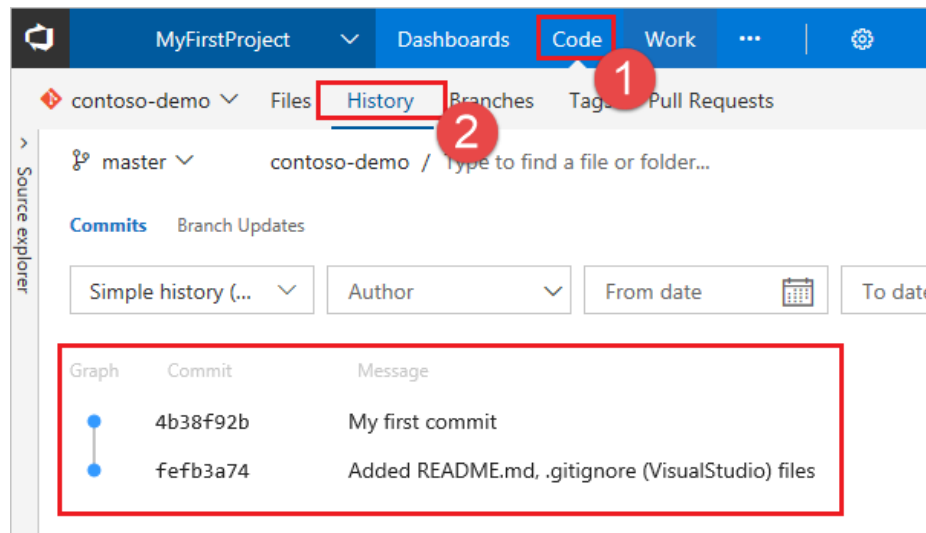 MyFirstProject Dashboards Code Work ...
1
contoso-demo Files History Branches Tags Pull Requests
2
master contoso-demo / Type to find a file or folder...
Source explorer
Commits Branch Updates
Simple history (... Author From date To date
Graph Commit Message
4b38f92b My first commit
fefb3a74 Added README.md, .gitignore (VisualStudio) files